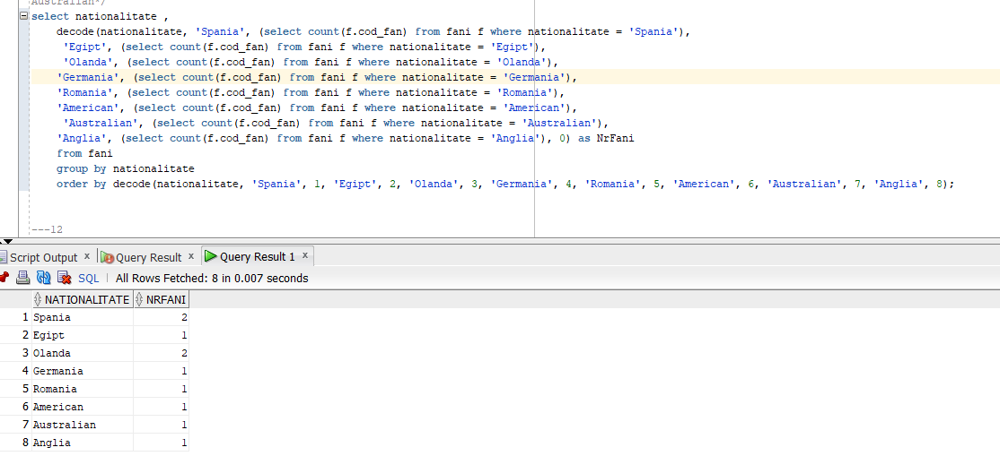 Australian*/
select nationalitate ,
decode(nationalitate, 'Spania', (select count(f.cod_fan) from fani f where nationalitate = 'Spania'),
'Egipt', (select count(f.cod_fan) from fani f where nationalitate = 'Egipt'),
'Olanda', (select count(f.cod_fan) from fani f where nationalitate = 'Olanda'),
'Germania', (select count(f.cod_fan) from fani f where nationalitate = 'Germania'),
'Romania', (select count(f.cod_fan) from fani f where nationalitate = 'Romania'),
'American', (select count(f.cod_fan) from fani f where nationalitate = 'American'),
'Australian', (select count(f.cod_fan) from fani f where nationalitate = 'Australian'),
'Anglia', (select count(f.cod_fan) from fani f where nationalitate = 'Anglia'), 0) as NrFani
from fani
group by nationalitate
order by decode(nationalitate, 'Spania', 1, 'Egipt', 2, 'Olanda', 3, 'Germania', 4, 'Romania', 5, 'American', 6, 'Australian', 7, 'Anglia', 8);
---12
Script Output x Query Result x Query Result 1 x
SQL | All Rows Fetched: 8 in 0.007 seconds
NATIONALITATE NRFANI
1 Spania 2
2 Egipt 1
3 Olanda 2
4 Germania 1
5 Romania 1
6 American 1
7 Australian 1
8 Anglia 1